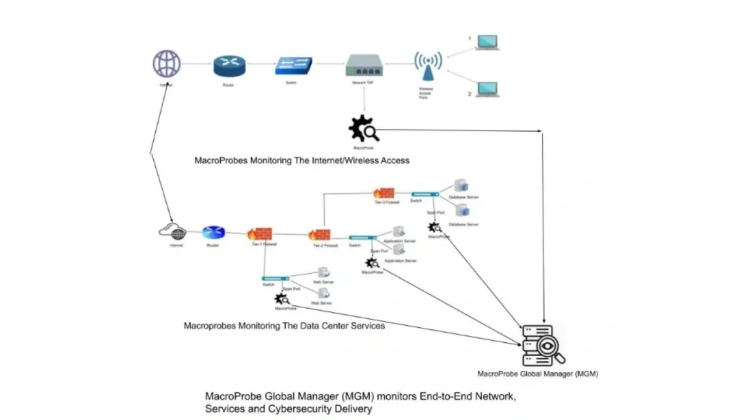 1
2
Internet
Router
Switch
Network TAP
Wireless
Access
Point
MacroProbe
MacroProbes Monitoring The Internet/Wireless Access
Tier-3 Firewall
Switch
Database Server
Span Port
Database Server
MacroProbe
Internet
Router
Tier-1 Firewall
Tier-2 Firewall
Switch
Application Server
Span Port
Application Server
MacroProbe
Switch
Web Server
Span Port
Web Server
MacroProbe
Macroprobes Monitoring The Data Center Services
MacroProbe Global Manager (MGM)
MacroProbe Global Manager (MGM) monitors End-to-End Network,
Services and Cybersecurity Delivery